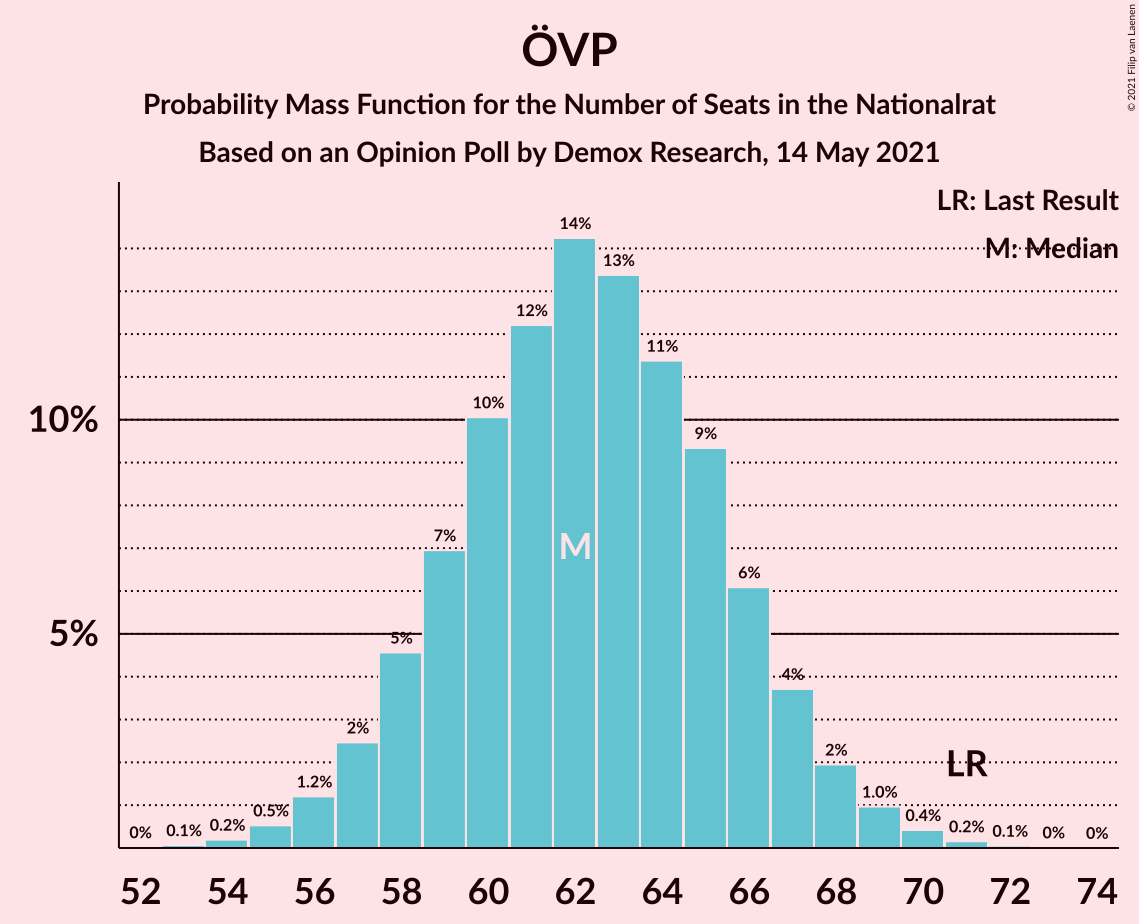 ÖVP
Probability Mass Function for the Number of Seats in the Nationalrat
Based on an Opinion Poll by Demox Research, 14 May 2021
© 2021 Filip van Laenen
LR: Last Result
M: Median
10%
5%
0%
0.1%
0.2%
0.5%
1.2%
2%
5%
7%
10%
12%
14%
13%
11%
9%
6%
4%
2%
1.0%
0.4%
0.2%
0.1%
0%
0%
M
LR
52 54 56 58 60 62 64 66 68 70 72 74